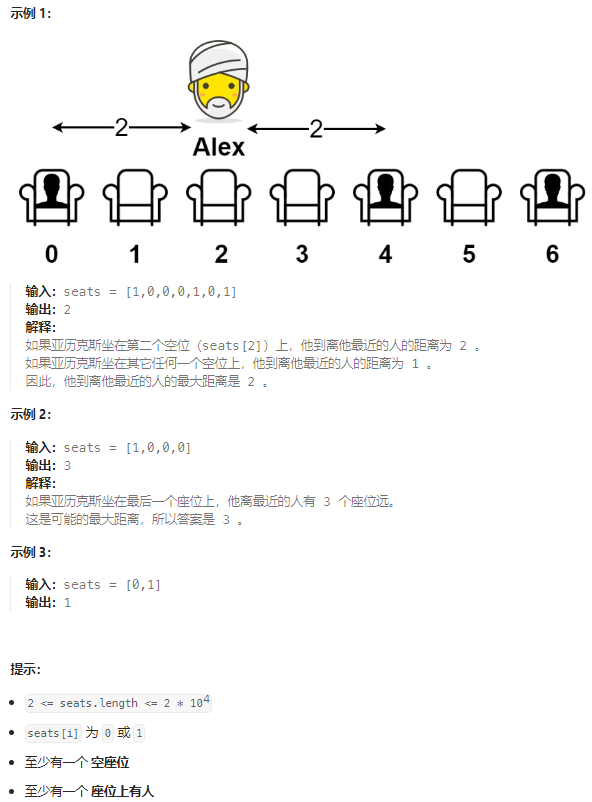 示例 1：
2
2
Alex
0 1 2 3 4 5 6
输入：seats = [1,0,0,0,1,0,1]
输出：2
解释：
如果亚历克斯坐在第二个空位（seats[2]）上，他到离他最近的人的距离为 2 。
如果亚历克斯坐在其它任何一个空位上，他到离他最近的人的距离为 1 。
因此，他到离他最近的人的最大距离是 2 。
示例 2：
输入：seats = [1,0,0,0]
输出：3
解释：
如果亚历克斯坐在最后一个座位上，他离最近的人有 3 个座位远。
这是可能的最大距离，所以答案是 3 。
示例 3：
输入：seats = [0,1]
输出：1
提示：
2 <= seats.length <= 2 * 10⁴
seats[i] 为 0 或 1
至少有一个 空座位
至少有一个 座位上有人